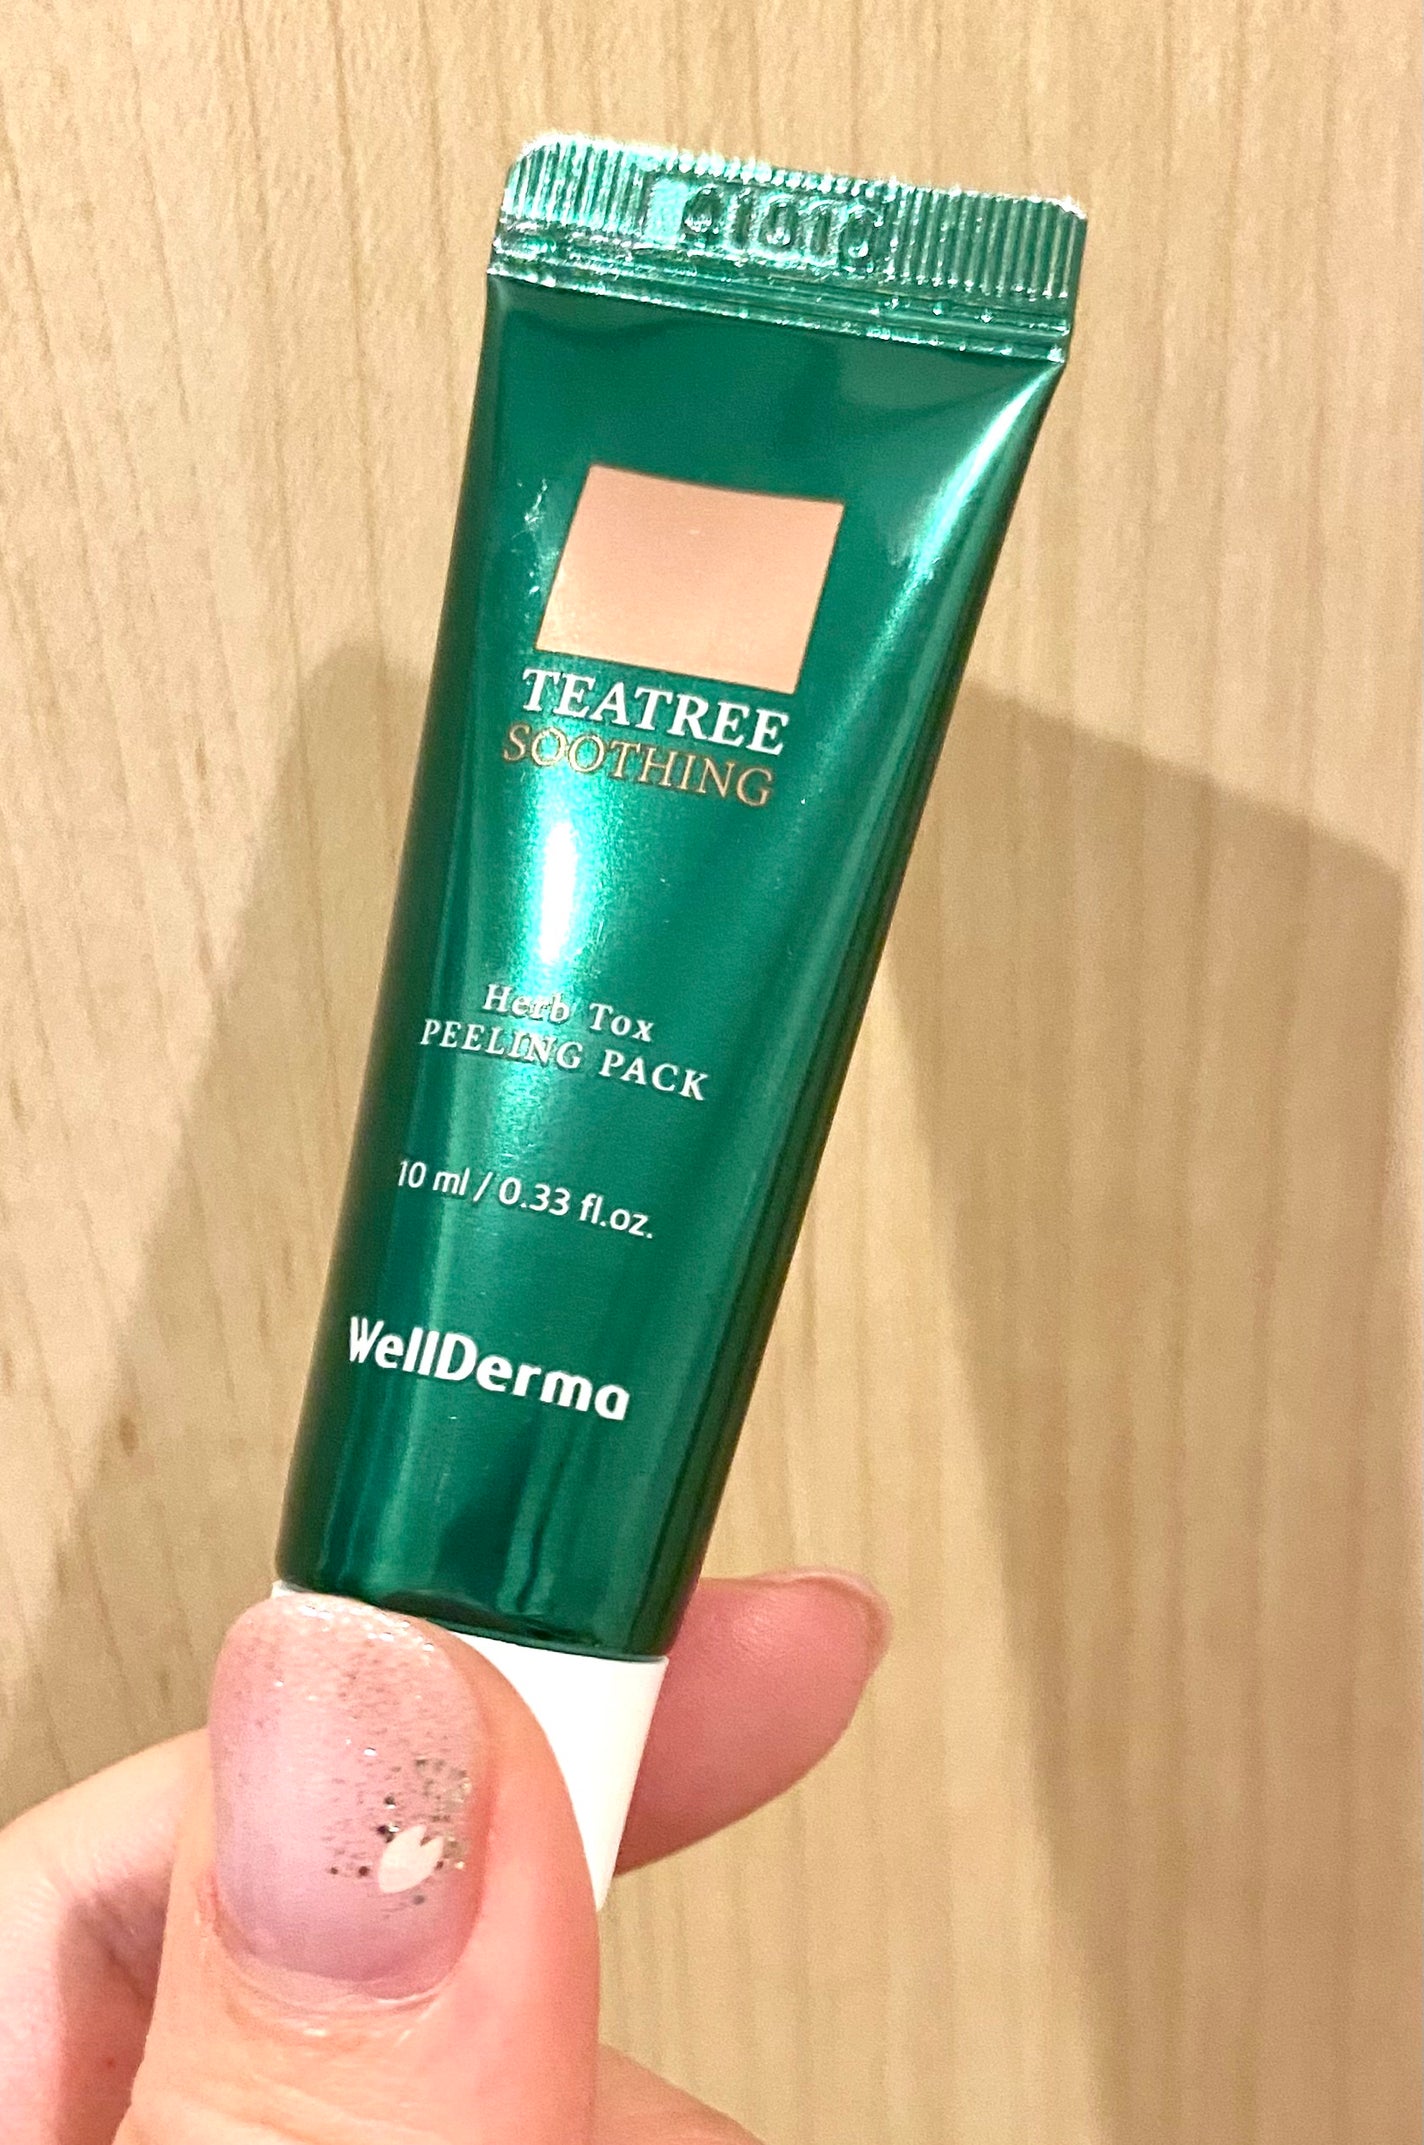 TEATREE
SOOTHING
Herb Tox
PEELING PACK
10 ml / 0.33 fl.oz.
WellDerma